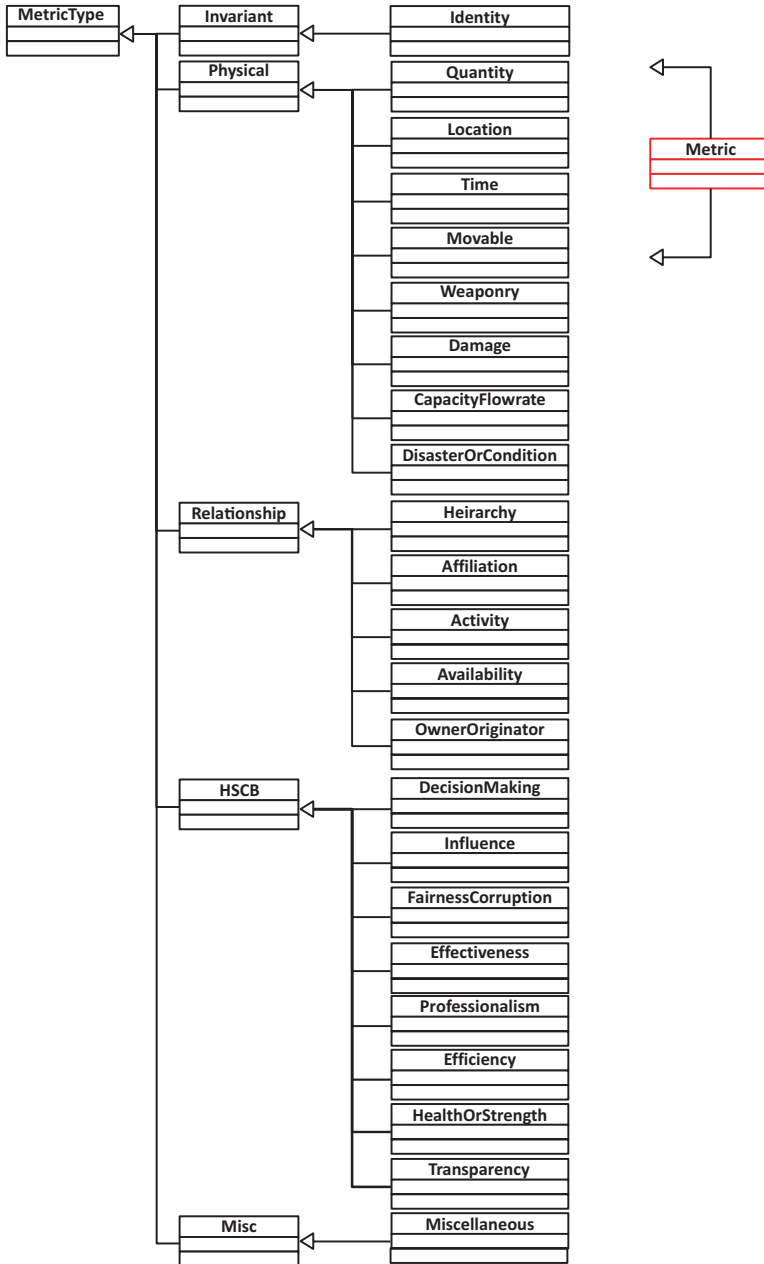 MetricType
Invariant
Identity
Physical
Quantity
Location
Metric
Time
Movable
Weaponry
Damage
CapacityFlowrate
DisasterOrCondition
Relationship
Heirarchy
Affiliation
Activity
Availability
OwnerOriginator
HSCB
DecisionMaking
Influence
FairnessCorruption
Effectiveness
Professionalism
Efficiency
HealthOrStrength
Transparency
Misc
Miscellaneous